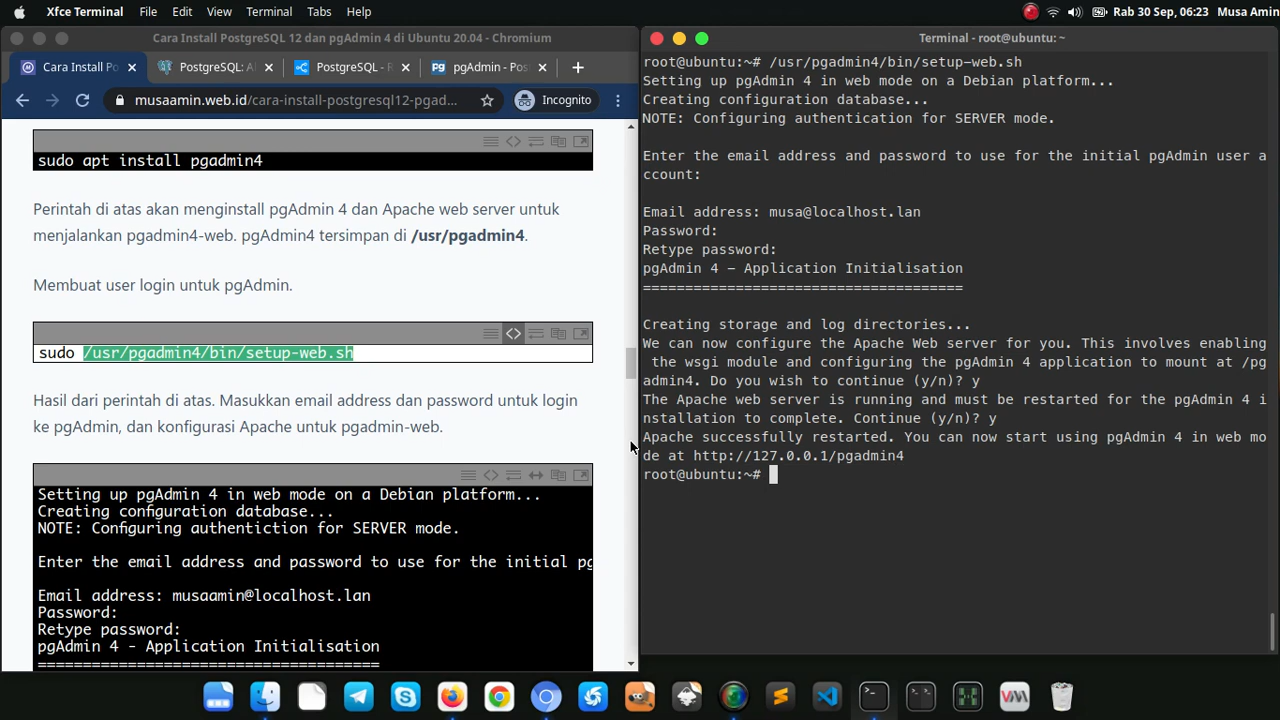 Xfce Terminal File Edit View Terminal Tabs Help Rab 30 Sep, 06:23 Musa Amin
Cara Install PostgreSQL 12 dan pgAdmin 4 di Ubuntu 20.04 - Chromium
Cara Install Po PostgreSQL: A PostgreSQL - R pgAdmin - Pos
musaamin.web.id/cara-install-postgresql12-pgad... Incognito
sudo apt install pgadmin4
Perintah di atas akan menginstall pgAdmin 4 dan Apache web server untuk
menjalankan pgadmin4-web. pgAdmin4 tersimpan di /usr/pgadmin4.
Membuat user login untuk pgAdmin.
sudo /usr/pgadmin4/bin/setup-web.sh
Hasil dari perintah di atas. Masukkan email address dan password untuk login
ke pgAdmin, dan konfigurasi Apache untuk pgadmin-web.
Setting up pgAdmin 4 in web mode on a Debian platform...
Creating configuration database...
NOTE: Configuring authentiction for SERVER mode.
Enter the email address and password to use for the initial pg
Email address: musaamin@localhost.lan
Password:
Retype password:
pgAdmin 4 - Application Initialisation
======================================
Terminal - root@ubuntu: ~
root@ubuntu:~# /usr/pgadmin4/bin/setup-web.sh
Setting up pgAdmin 4 in web mode on a Debian platform...
Creating configuration database...
NOTE: Configuring authentication for SERVER mode.
Enter the email address and password to use for the initial pgAdmin user a
ccount:
Email address: musa@localhost.lan
Password:
Retype password:
pgAdmin 4 - Application Initialisation
======================================
Creating storage and log directories...
We can now configure the Apache Web server for you. This involves enabling
the wsgi module and configuring the pgAdmin 4 application to mount at /pg
admin4. Do you wish to continue (y/n)? y
The Apache web server is running and must be restarted for the pgAdmin 4 i
nstallation to complete. Continue (y/n)? y
Apache successfully restarted. You can now start using pgAdmin 4 in web mo
de at http://127.0.0.1/pgadmin4
root@ubuntu:~#